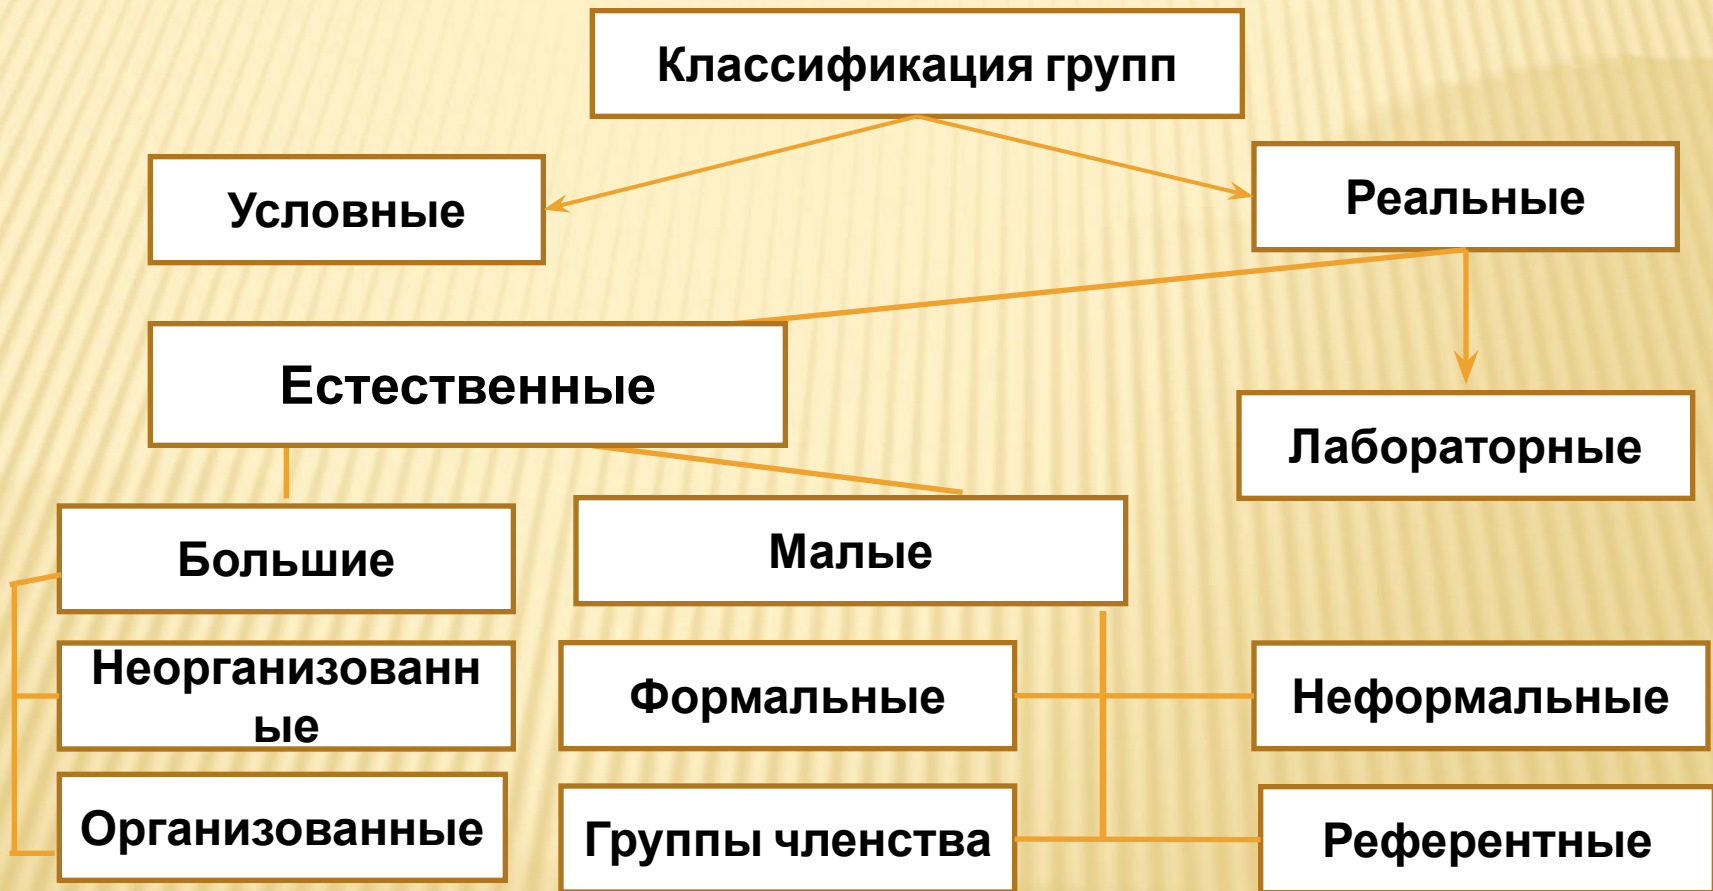 Классификация групп
Условные
Реальные
Естественные
Лабораторные
Большие
Малые
Неорганизованн
ые
Формальные
Неформальные
Организованные
Группы членства
Референтные